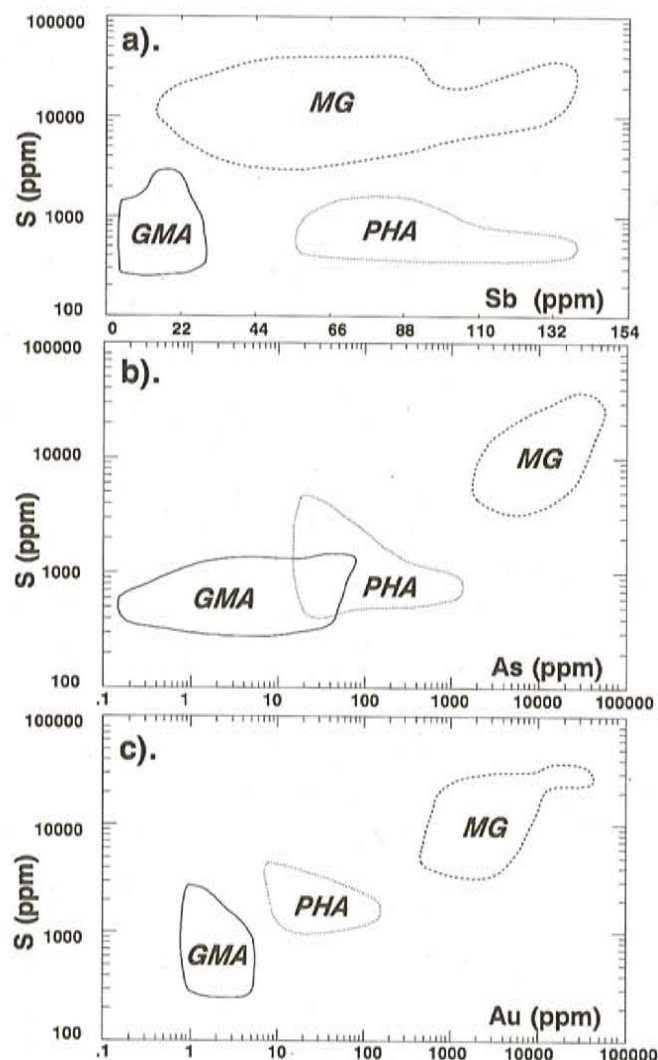 100000
a).
MG
10000
S (ppm)
1000
GMA
PHA
100
Sb (ppm)
0 22 44 66 88 110 132 154
100000
b).
MG
10000
S (ppm)
1000
GMA
PHA
100
As (ppm)
.1 1 10 100 1000 10000 100000
100000
c).
MG
10000
S (ppm)
PHA
1000
GMA
100
Au (ppm)
.1 1 10 100 1000 10000 100000